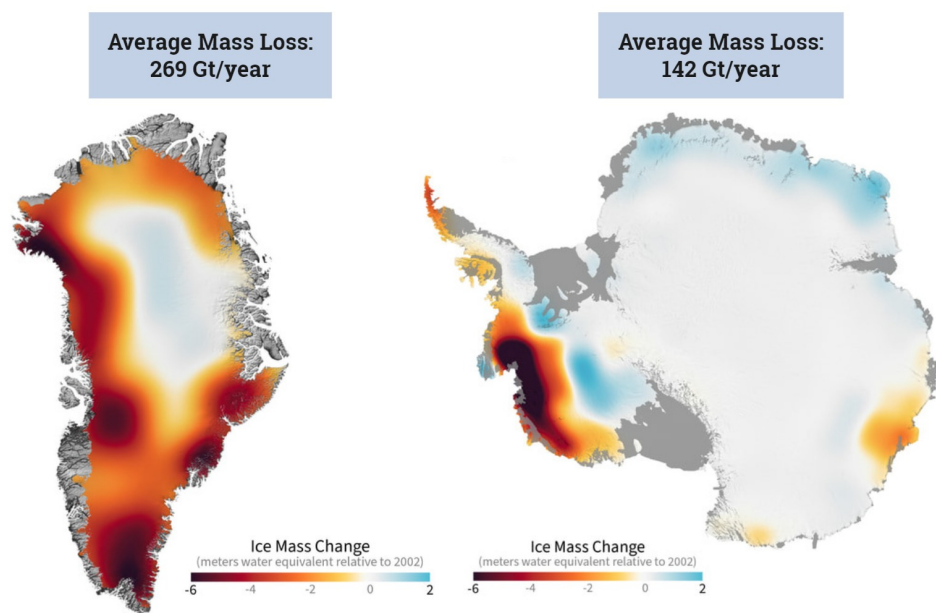 Average Mass Loss:
269 Gt/year
Average Mass Loss:
142 Gt/year
Ice Mass Change
(meters water equivalent relative to 2002)
-6 -4 -2 0 2
Ice Mass Change
(meters water equivalent relative to 2002)
-6 -4 -2 0 2